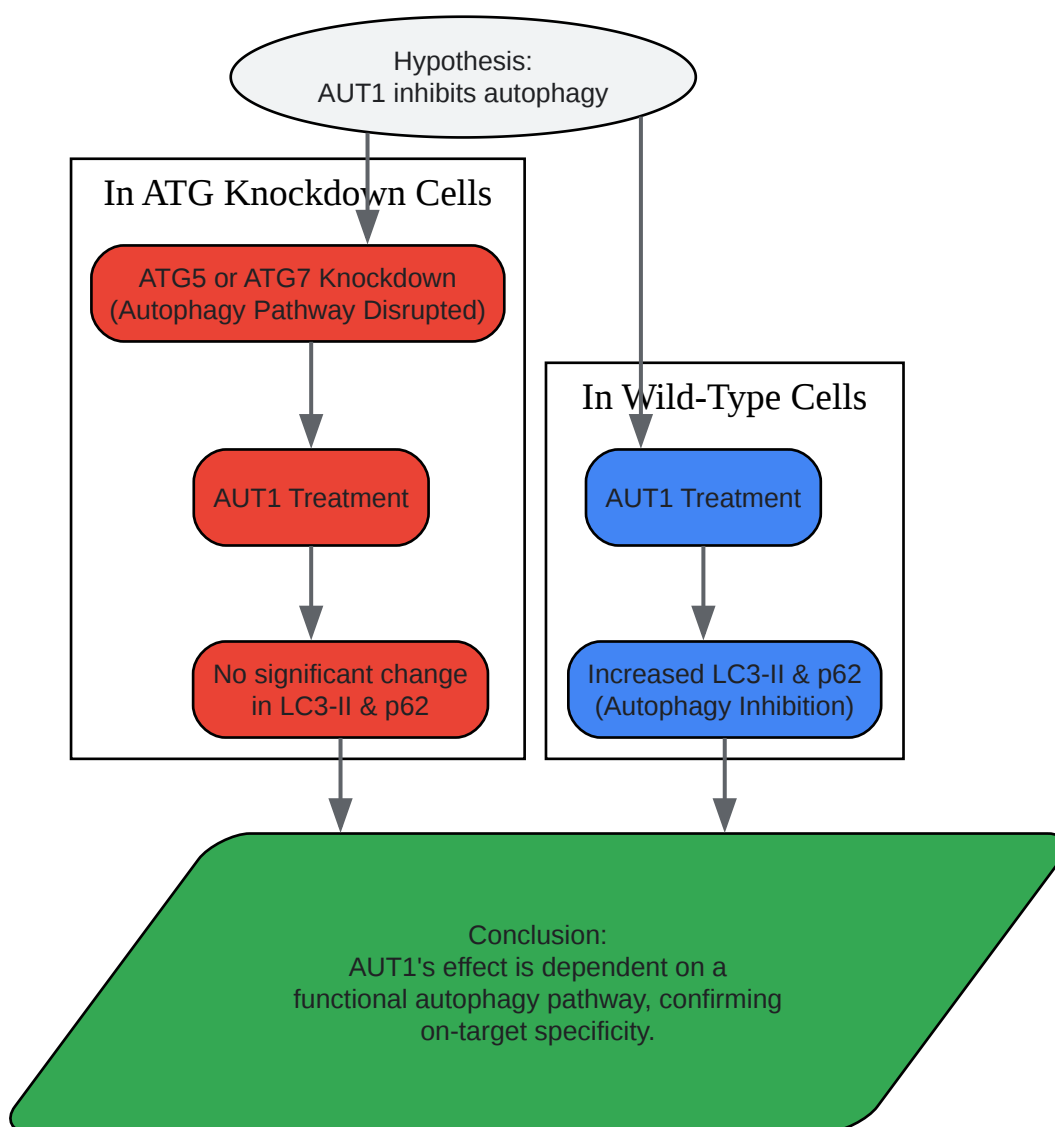 Hypothesis:
AUT1 inhibits autophagy
In ATG Knockdown Cells
ATG5 or ATG7 Knockdown
(Autophagy Pathway Disrupted)
AUT1 Treatment
No significant change
in LC3-II & p62
In Wild-Type Cells
AUT1 Treatment
Increased LC3-II & p62
(Autophagy Inhibition)
Conclusion:
AUT1's effect is dependent on a
functional autophagy pathway, confirming
on-target specificity.